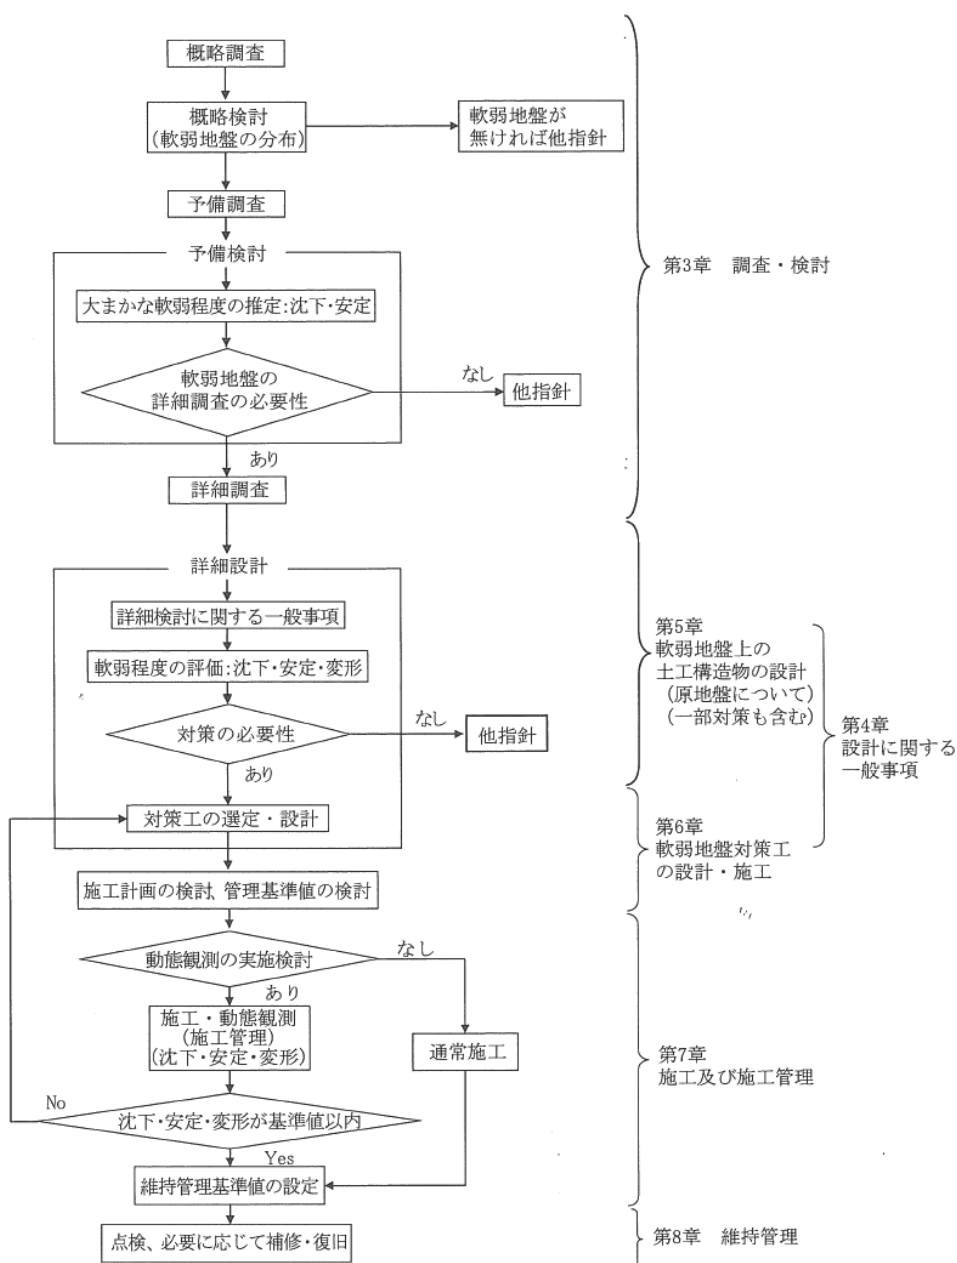 概略調査
概略検討
(軟弱地盤の分布)
軟弱地盤が
無ければ他指針
予備調査
予備検討
大まかな軟弱程度の推定:沈下・安定
軟弱地盤の
詳細調査の必要性
なし
他指針
あり
詳細調査
第3章 調査・検討
詳細設計
詳細検討に関する一般事項
軟弱程度の評価:沈下・安定・変形
対策の必要性
なし
他指針
あり
対策工の選定・設計
第5章
軟弱地盤上の
土工構造物の設計
(原地盤について)
(一部対策も含む)
第4章
設計に関する
一般事項
第6章
軟弱地盤対策工
の設計・施工
施工計画の検討、管理基準値の検討
動態観測の実施検討
なし
あり
施工・動態観測
(施工管理)
(沈下・安定・変形)
通常施工
No
沈下・安定・変形が基準値以内
Yes
維持管理基準値の設定
第7章
施工及び施工管理
点検、必要に応じて補修・復旧
第8章 維持管理